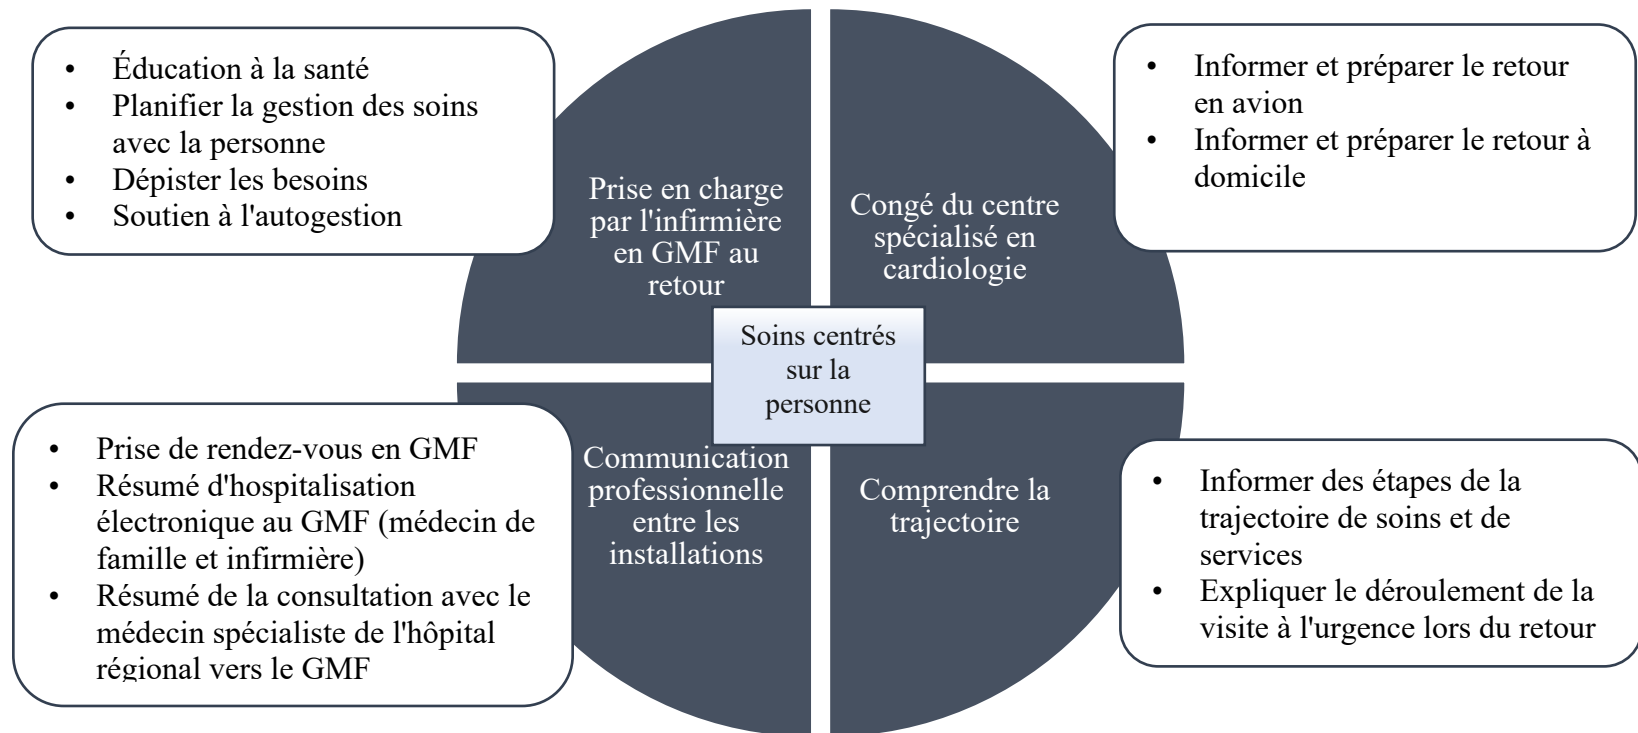 • Éducation à la santé
• Planifier la gestion des soins
avec la personne
• Dépister les besoins
• Soutien à l'autogestion
Prise en charge
par l'infirmière
en GMF au
retour
Congé du centre
spécialisé en
cardiologie
• Informer et préparer le retour
en avion
• Informer et préparer le retour à
domicile
Soins centrés
sur la
personne
• Prise de rendez-vous en GMF
• Résumé d'hospitalisation
électronique au GMF (médecin de
famille et infirmière)
• Résumé de la consultation avec le
médecin spécialiste de l'hôpital
régional vers le GMF
Communication
professionnelle
entre les
installations
Comprendre la
trajectoire
• Informer des étapes de la
trajectoire de soins et de
services
• Expliquer le déroulement de la
visite à l'urgence lors du retour